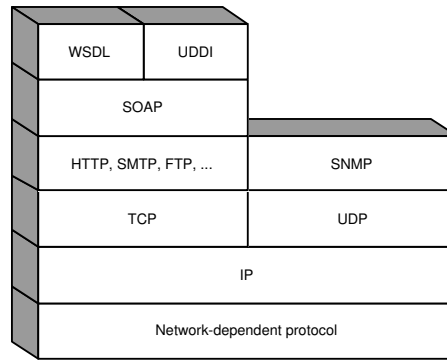 WSDL UDDI
SOAP
HTTP, SMTP, FTP, ... SNMP
TCP UDP
IP
Network-dependent protocol